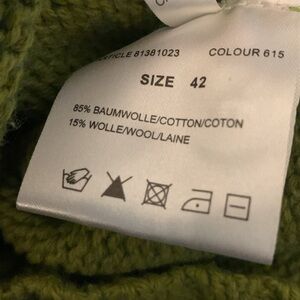 81381023 COLOUR 615
SIZE 42
85% BAUMWOLLE/COTTON/COTON
15% WOLLE/WOOL/LAINE